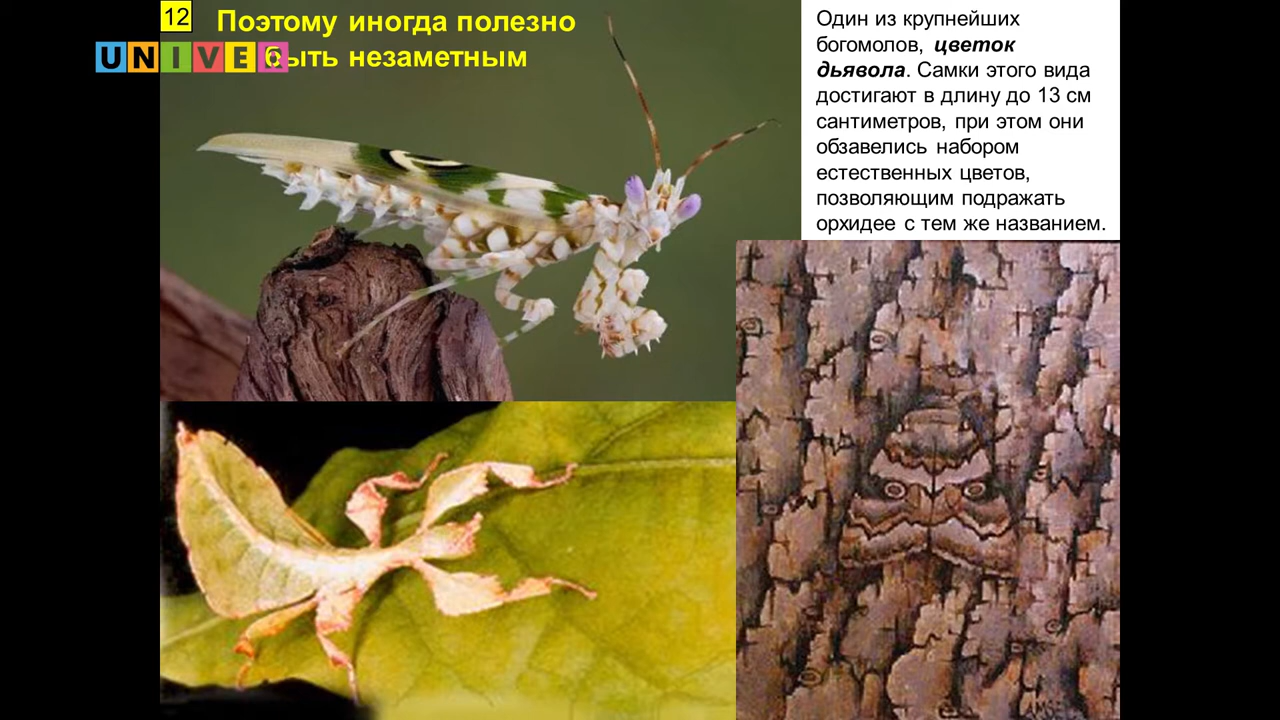 12
Поэтому иногда полезно
быть незаметным
UNIVER
Один из крупнейших
богомолов, цветок
дьявола. Самки этого вида
достигают в длину до 13 см
сантиметров, при этом они
обзавелись набором
естественных цветов,
позволяющим подражать
орхидее с тем же названием.